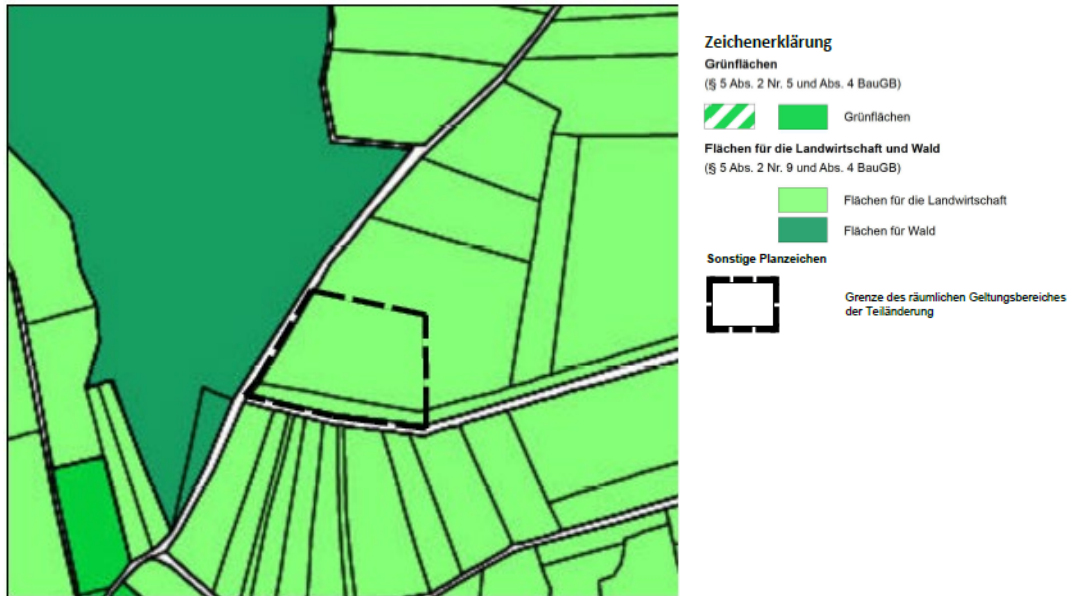 Zeichenerklärung
Grünflächen
(§ 5 Abs. 2 Nr. 5 und Abs. 4 BauGB)
Grünflächen
Flächen für die Landwirtschaft und Wald
(§ 5 Abs. 2 Nr. 9 und Abs. 4 BauGB)
Flächen für die Landwirtschaft
Flächen für Wald
Sonstige Planzeichen
Grenze des räumlichen Geltungsbereiches
der Teiländerung